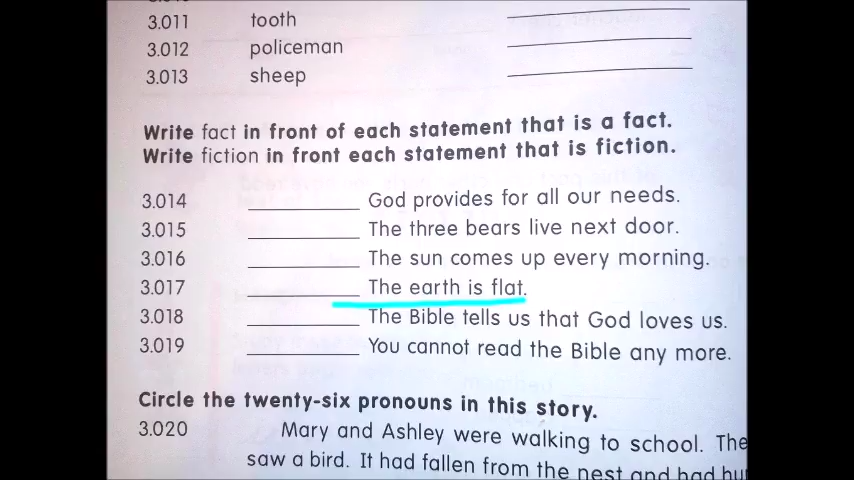 3.011 tooth
3.012 policeman
3.013 sheep
Write fact in front of each statement that is a fact.
Write fiction in front each statement that is fiction.
3.014 God provides for all our needs.
3.015 The three bears live next door.
3.016 The sun comes up every morning.
3.017 The earth is flat.
3.018 The Bible tells us that God loves us.
3.019 You cannot read the Bible any more.
Circle the twenty-six pronouns in this story.
3.020 Mary and Ashley were walking to school. The
saw a bird. It had fallen from the nest and had hu